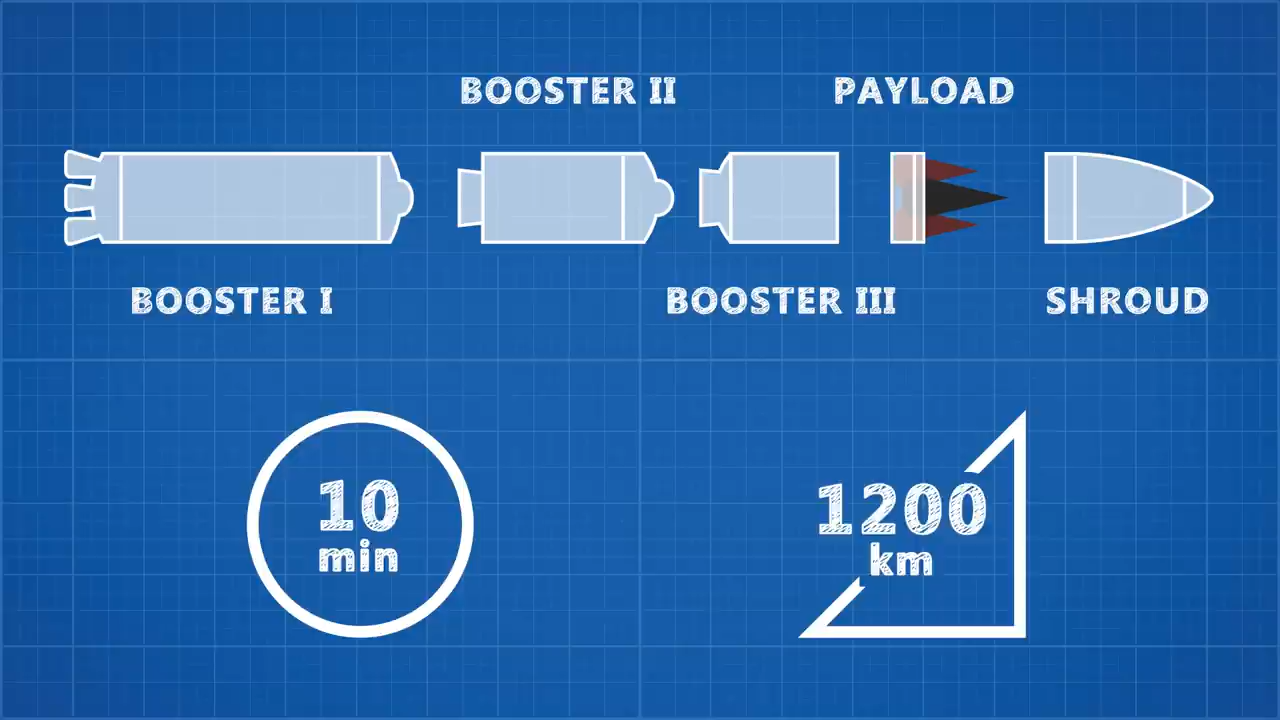 BOOSTER II
PAYLOAD
BOOSTER I
BOOSTER III
SHROUD
10
min
1200
km